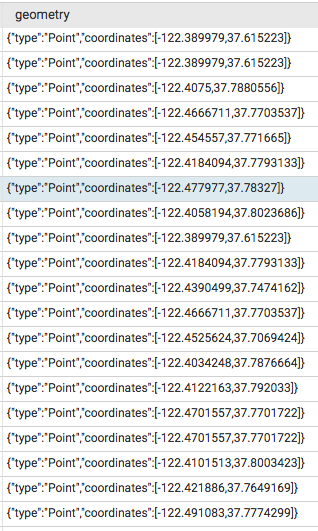 geometry
{"type":"Point","coordinates":[-122.389979,37.615223]}
{"type":"Point","coordinates":[-122.389979,37.615223]}
{"type":"Point","coordinates":[-122.4075,37.7880556]}
{"type":"Point","coordinates":[-122.4666711,37.7703537]}
{"type":"Point","coordinates":[-122.454557,37.771665]}
{"type":"Point","coordinates":[-122.4184094,37.7793133]}
{"type":"Point","coordinates":[-122.477977,37.78327]}
{"type":"Point","coordinates":[-122.4058194,37.8023686]}
{"type":"Point","coordinates":[-122.389979,37.615223]}
{"type":"Point","coordinates":[-122.4184094,37.7793133]}
{"type":"Point","coordinates":[-122.4390499,37.7474162]}
{"type":"Point","coordinates":[-122.4666711,37.7703537]}
{"type":"Point","coordinates":[-122.4525624,37.7069424]}
{"type":"Point","coordinates":[-122.4034248,37.7876664]}
{"type":"Point","coordinates":[-122.4122163,37.792033]}
{"type":"Point","coordinates":[-122.4701557,37.7701722]}
{"type":"Point","coordinates":[-122.4701557,37.7701722]}
{"type":"Point","coordinates":[-122.4101513,37.8003423]}
{"type":"Point","coordinates":[-122.421886,37.7649169]}
{"type":"Point","coordinates":[-122.491083,37.7774299]}